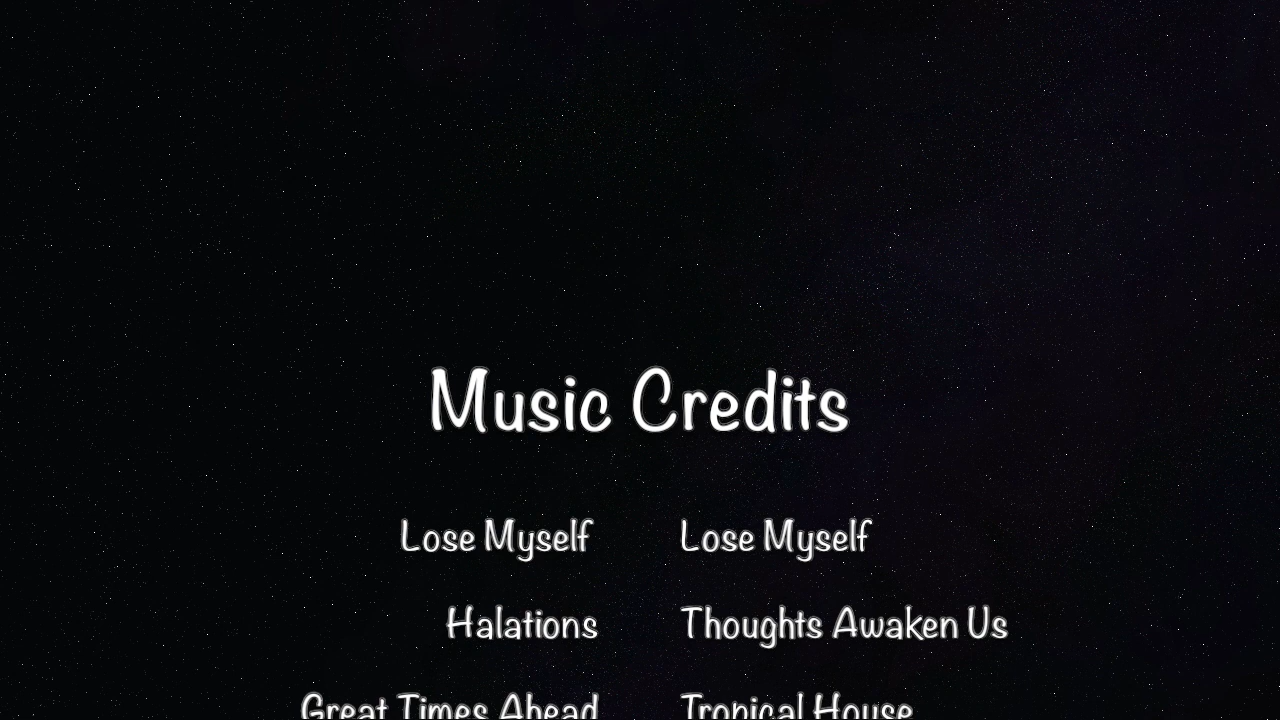 Music Credits
Lose Myself Lose Myself
Halations Thoughts Awaken Us
Great Times Ahead Tropical House